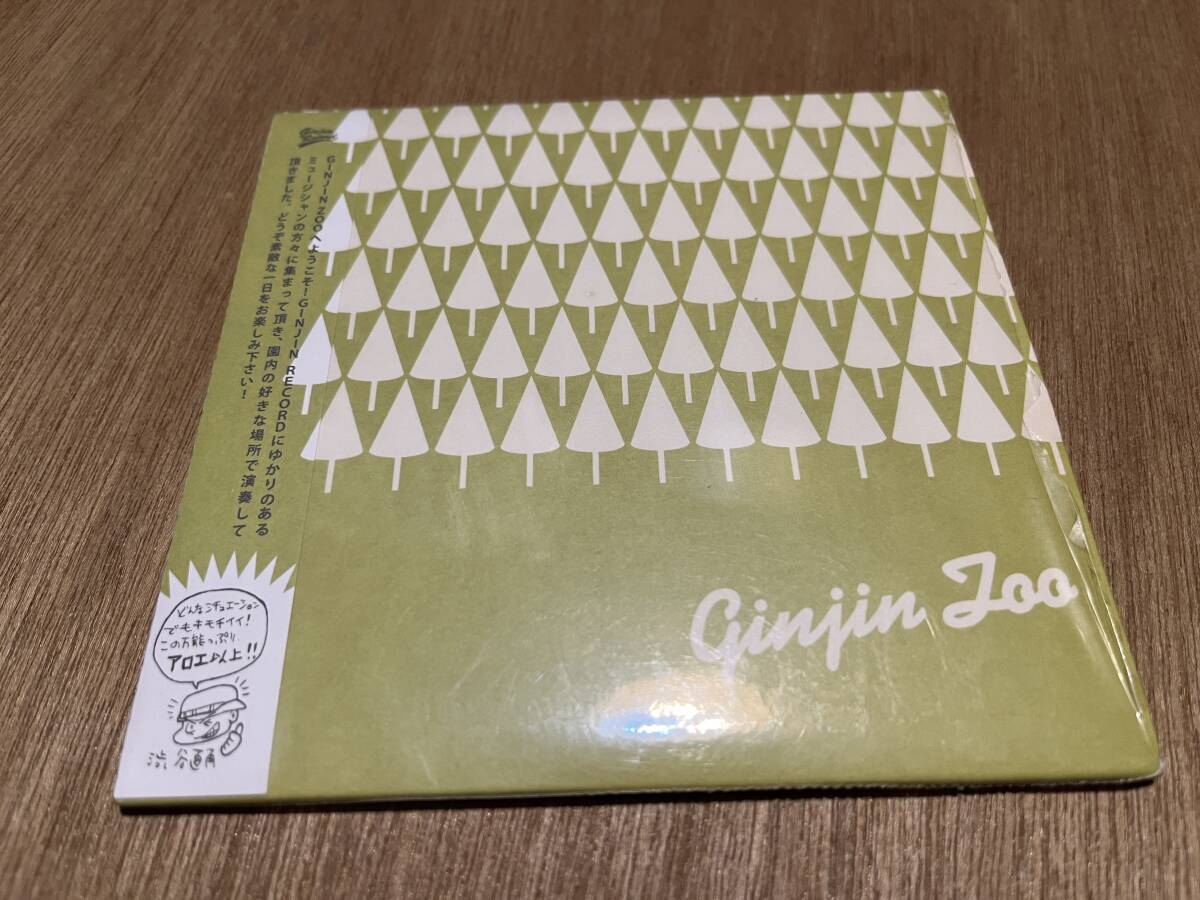 GINJIN ZOOへようこそ!GINJIN RECORDにゆかりのある
ミュージシャンの方々に集まって頂き、園内の好きな場所で演奏して
頂きました。どうぞ素敵な一日をお楽しみ下さい!
どんなシチュエーション
でもキモチイイ!
この万能っぷり
アロエ以上!!
渋谷直角
Ginjin Zoo